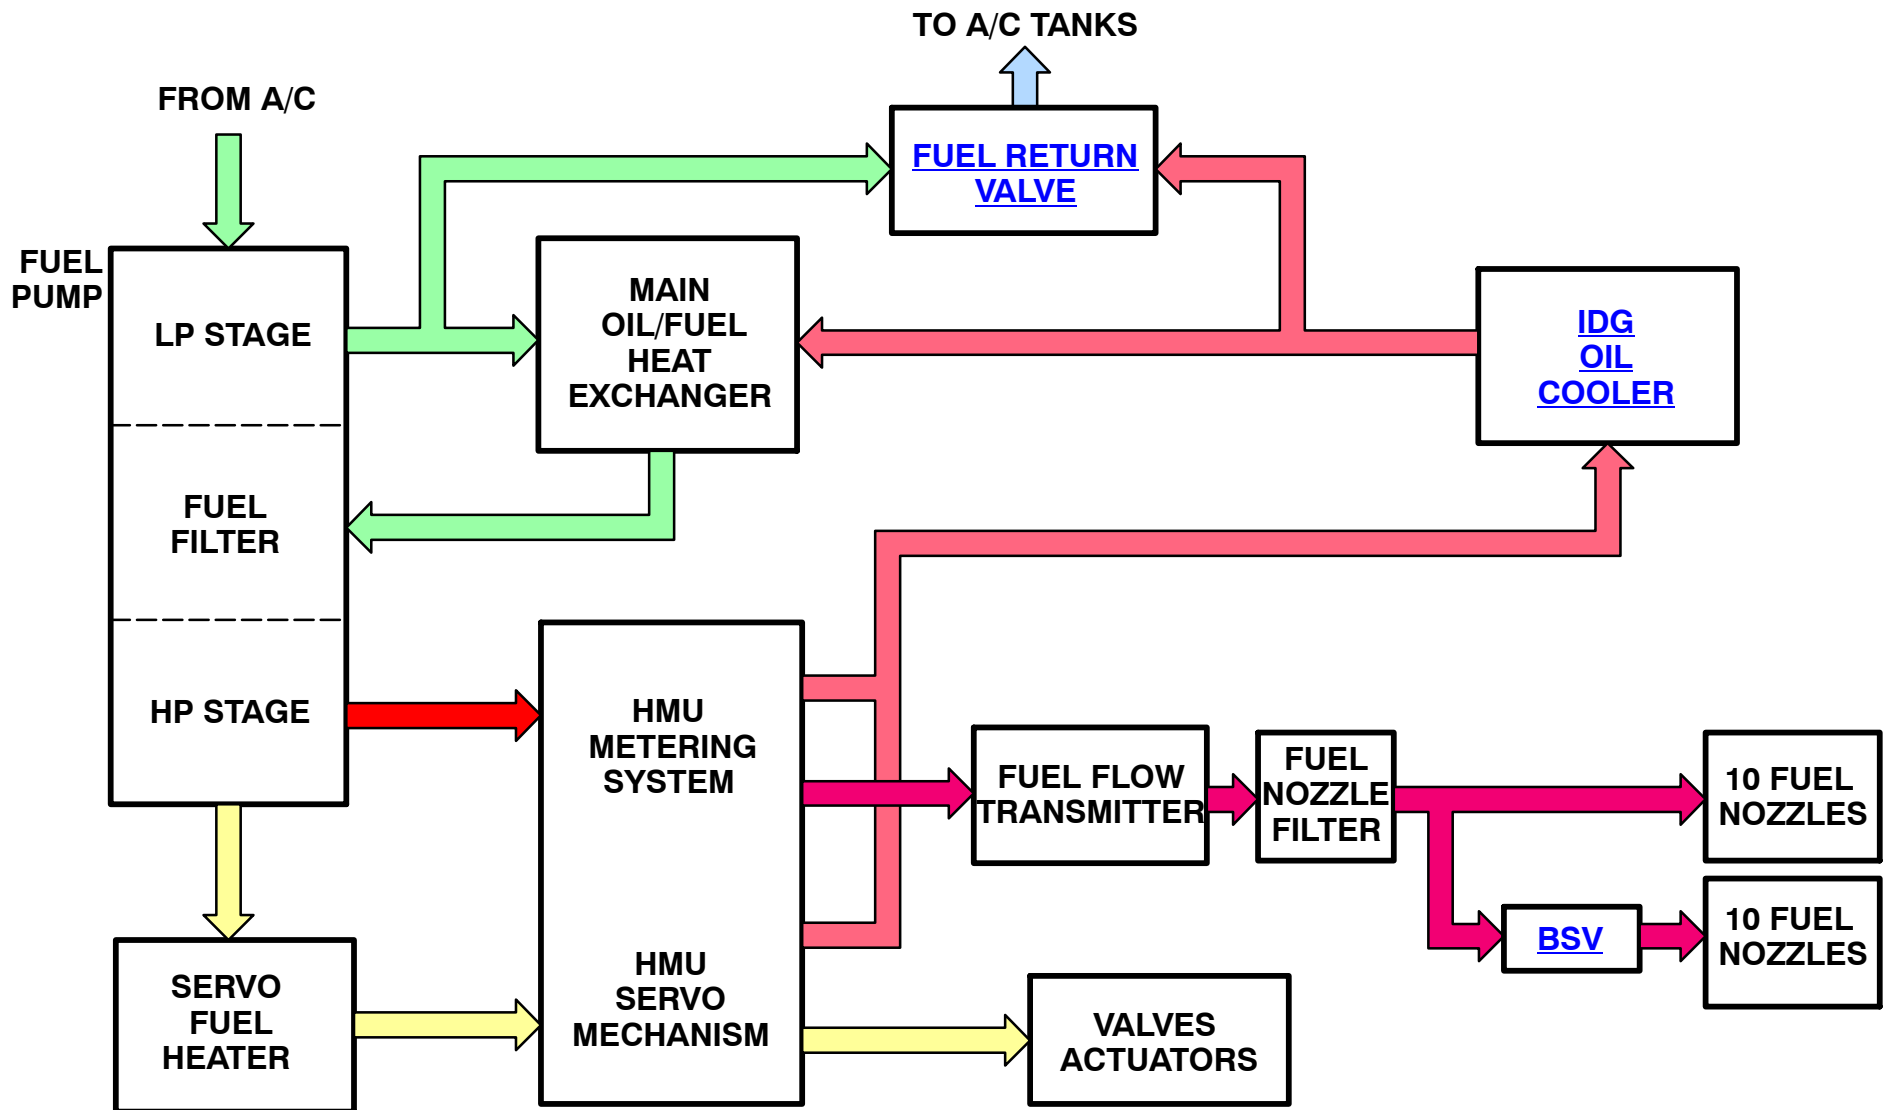 TO A/C TANKS
FROM A/C
FUEL RETURN
VALVE
FUEL
PUMP
LP STAGE
MAIN
OIL/FUEL
HEAT
EXCHANGER
IDG
OIL
COOLER
FUEL
FILTER
HP STAGE
HMU
METERING
SYSTEM
FUEL FLOW
TRANSMITTER
FUEL
NOZZLE
FILTER
10 FUEL
NOZZLES
BSV
10 FUEL
NOZZLES
SERVO
FUEL
HEATER
HMU
SERVO
MECHANISM
VALVES
ACTUATORS